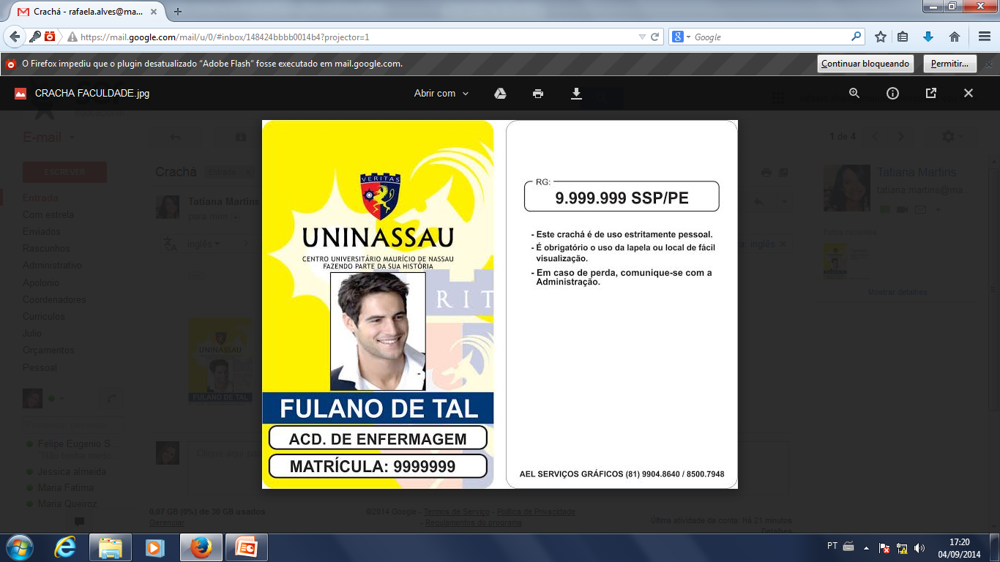 Crachá - rafaela.alves@ma...
https://mail.google.com/mail/u/0/#inbox/148424bbbb0014b4?projector=1
Google
O Firefox impediu que o plugin desatualizado "Adobe Flash" fosse executado em mail.google.com.
Continuar bloqueando
Permitir...
CRACHA FACULDADE.jpg
Abrir com
E-mail
1 de 4
ESCREVER
Crachá
Entrada
Entrada
Com estrela
Enviados
Rascunhos
Administrativo
Apolonio
Coordenadores
Curriculos
Julio
Orçamentos
Pessoal
Tatiana Martins
para mim
inglês
inglês
Tatiana Martins
tatiana.martins@ma...
Mostrar detalhes
VERITAS
UNINASSAU
CENTRO UNIVERSITÁRIO MAURÍCIO DE NASSAU
FAZENDO PARTE DA SUA HISTÓRIA
RIT
FULANO DE TAL
ACD. DE ENFERMAGEM
MATRÍCULA: 9999999
RG:
9.999.999 SSP/PE
- Este crachá é de uso estritamente pessoal.
- É obrigatório o uso da lapela ou local de fácil
visualização.
- Em caso de perda, comunique-se com a
Administração.
AEL SERVIÇOS GRÁFICOS (81) 9904.8640 / 8500.7948
UNINASSAU
FULANO DE TAL
Felipe Eugenio S...
Jessica almeida
Maria Fatima
Maria Queiroz
Clique aqui pa
0,07 GB (0%) de 30 GB usados
Gerenciar
©2014 Google - Termos de Serviço - Política de Privacidade
- Regulamentos do programa
Última atividade da conta: Há 21 minutos
Detalhes
PT
17:20
04/09/2014